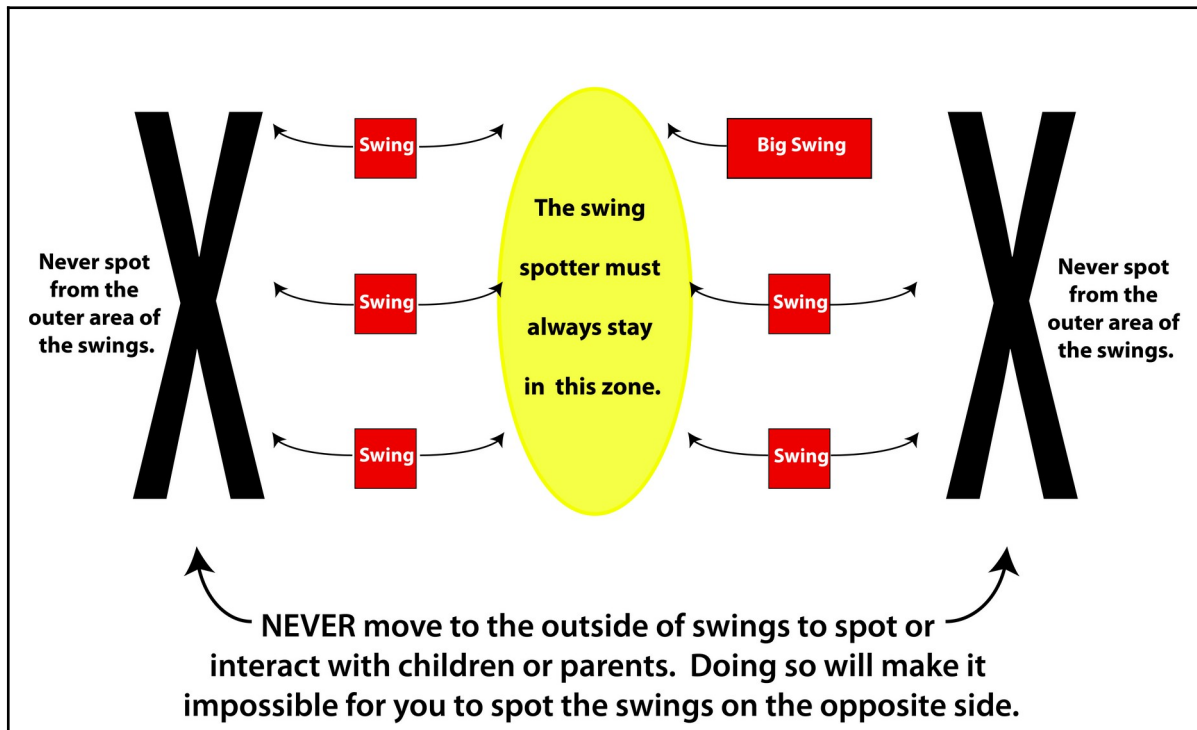 Swing
Big Swing
The swing
spotter must
always stay
in this zone.
Never spot
from the
outer area of
the swings.
Swing
Swing
Never spot
from the
outer area of
the swings.
Swing
Swing
NEVER move to the outside of swings to spot or
interact with children or parents. Doing so will make it
impossible for you to spot the swings on the opposite side.